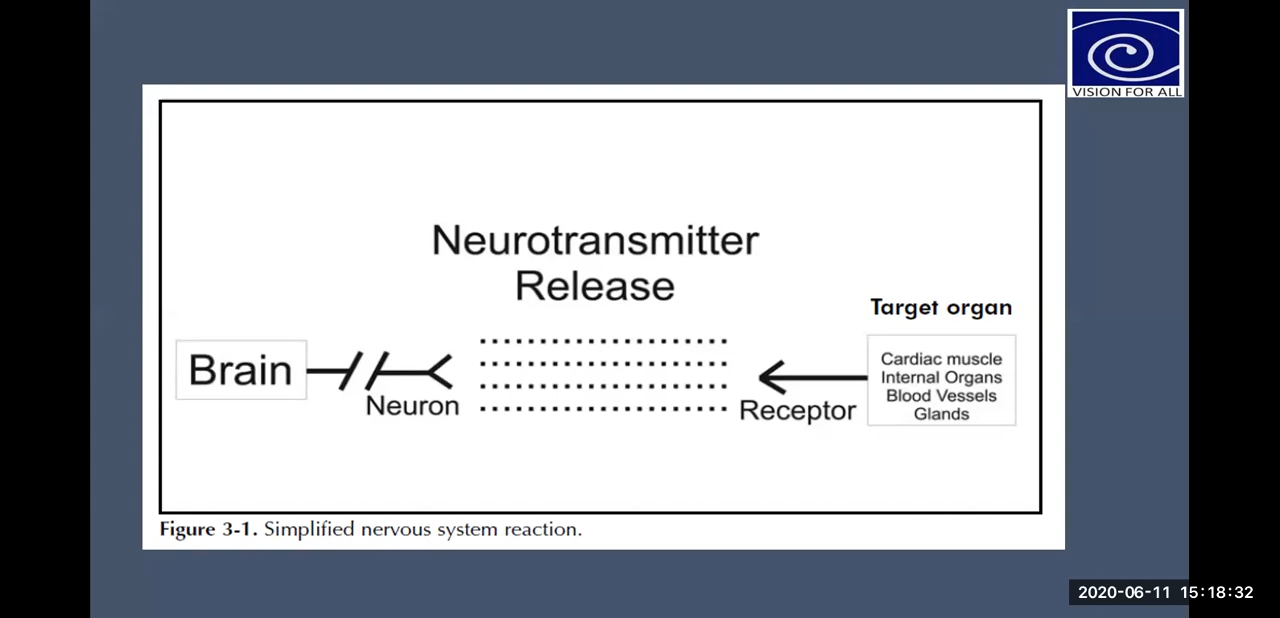 VISION FOR ALL
Neurotransmitter
Release
Target organ
Brain
Neuron
Receptor
Cardiac muscle
Internal Organs
Blood Vessels
Glands
Figure 3-1. Simplified nervous system reaction.
2020-06-11 15:18:32